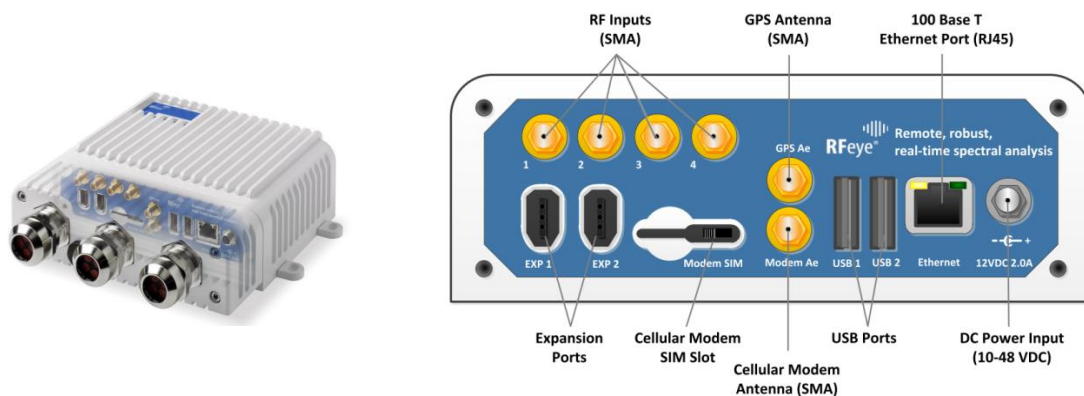 RF Inputs
(SMA)
GPS Antenna
(SMA)
100 Base T
Ethernet Port (RJ45)
1
2
3
4
GPS Ae
RFeye®
Remote, robust,
real-time spectral analysis
EXP 1
EXP 2
Modem SIM
Modem Ae
USB 1
USB 2
Ethernet
- +
12VDC 2.0A
Expansion
Ports
Cellular Modem
SIM Slot
Cellular Modem
Antenna (SMA)
USB Ports
DC Power Input
(10-48 VDC)